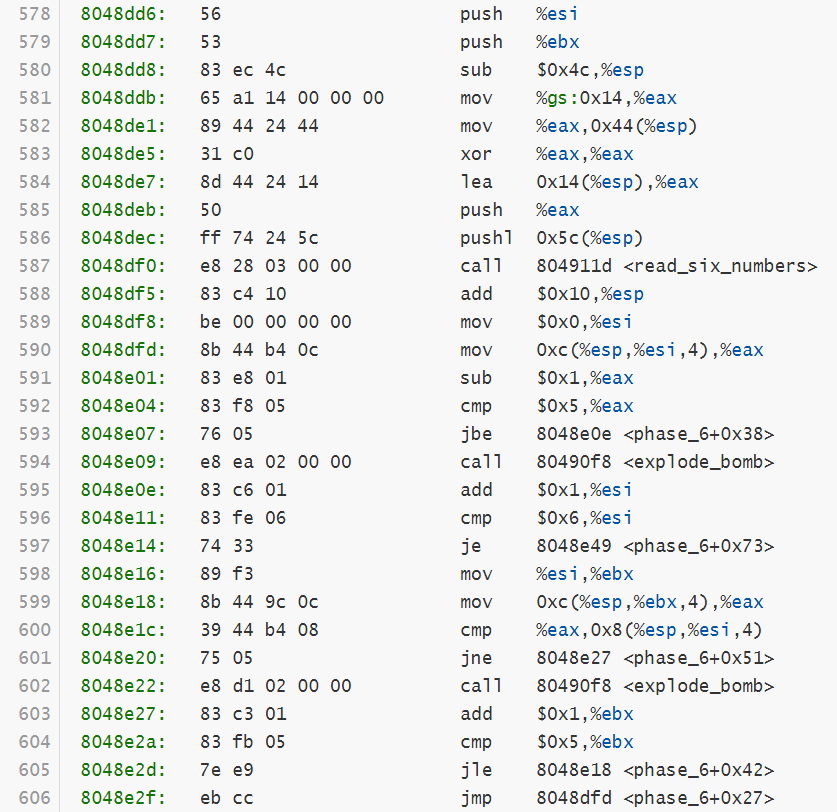 578 8048dd6: 56 push %esi
579 8048dd7: 53 push %ebx
580 8048dd8: 83 ec 4c sub $0x4c,%esp
581 8048ddb: 65 a1 14 00 00 00 mov %gs:0x14,%eax
582 8048de1: 89 44 24 44 mov %eax,0x44(%esp)
583 8048de5: 31 c0 xor %eax,%eax
584 8048de7: 8d 44 24 14 lea 0x14(%esp),%eax
585 8048deb: 50 push %eax
586 8048dec: ff 74 24 5c pushl 0x5c(%esp)
587 8048df0: e8 28 03 00 00 call 804911d <read_six_numbers>
588 8048df5: 83 c4 10 add $0x10,%esp
589 8048df8: be 00 00 00 00 mov $0x0,%esi
590 8048dfd: 8b 44 b4 0c mov 0xc(%esp,%esi,4),%eax
591 8048e01: 83 e8 01 sub $0x1,%eax
592 8048e04: 83 f8 05 cmp $0x5,%eax
593 8048e07: 76 05 jbe 8048e0e <phase_6+0x38>
594 8048e09: e8 ea 02 00 00 call 80490f8 <explode_bomb>
595 8048e0e: 83 c6 01 add $0x1,%esi
596 8048e11: 83 fe 06 cmp $0x6,%esi
597 8048e14: 74 33 je 8048e49 <phase_6+0x73>
598 8048e16: 89 f3 mov %esi,%ebx
599 8048e18: 8b 44 9c 0c mov 0xc(%esp,%ebx,4),%eax
600 8048e1c: 39 44 b4 08 cmp %eax,0x8(%esp,%esi,4)
601 8048e20: 75 05 jne 8048e27 <phase_6+0x51>
602 8048e22: e8 d1 02 00 00 call 80490f8 <explode_bomb>
603 8048e27: 83 c3 01 add $0x1,%ebx
604 8048e2a: 83 fb 05 cmp $0x5,%ebx
605 8048e2d: 7e e9 jle 8048e18 <phase_6+0x42>
606 8048e2f: eb cc jmp 8048dfd <phase_6+0x27>